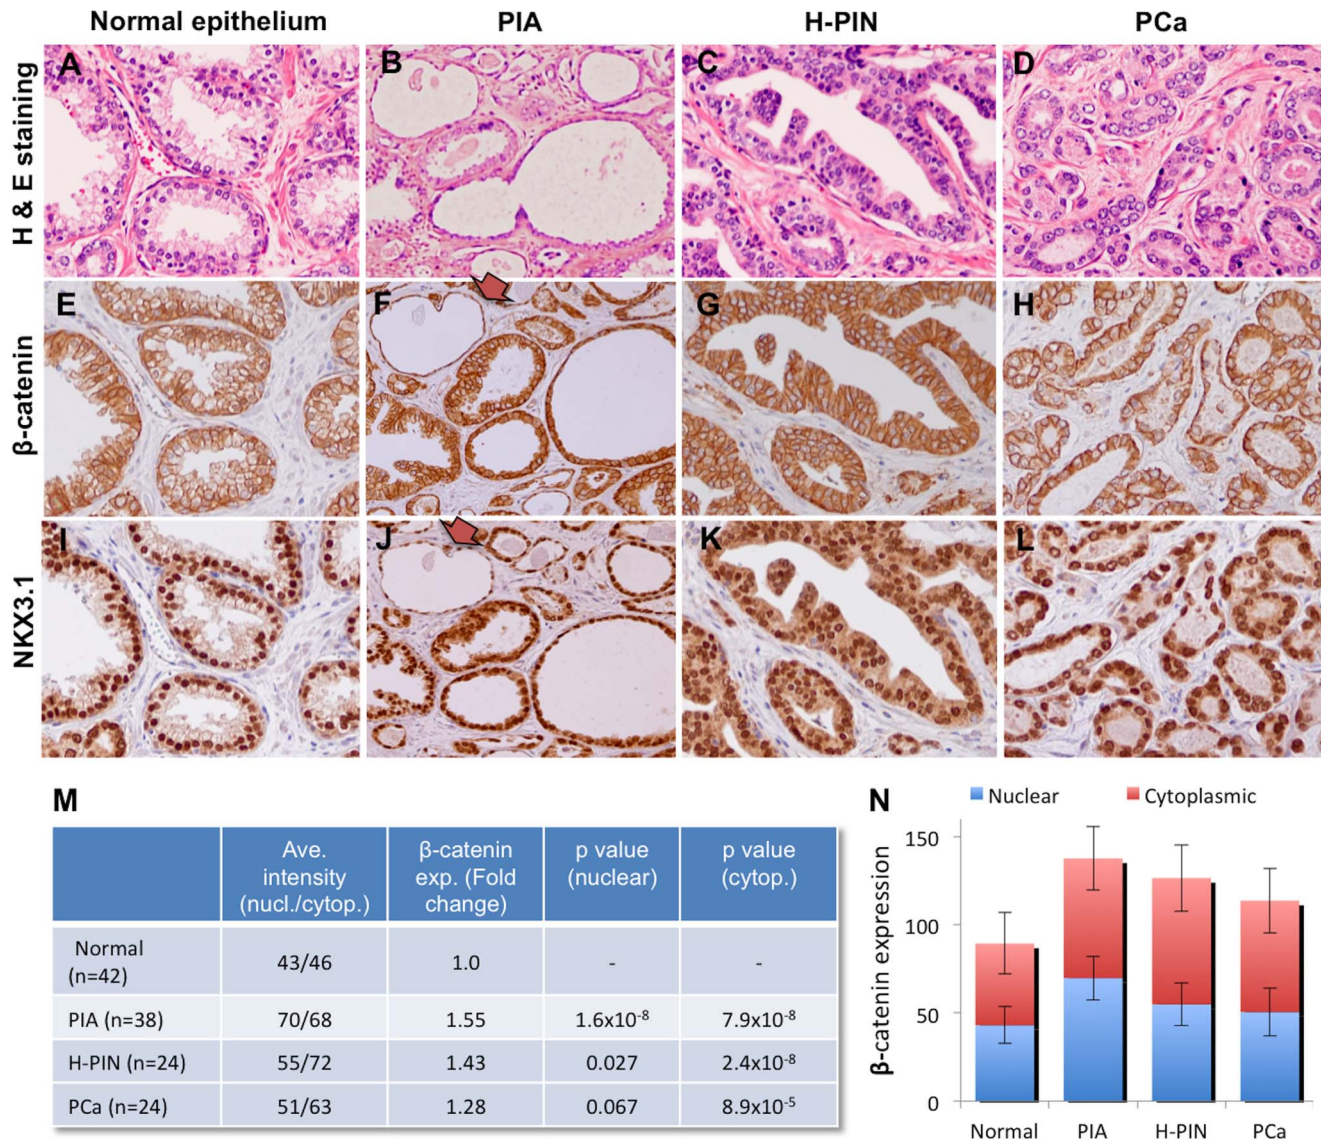 Normal epithelium PIA H-PIN PCa
H & E staining
A B C D
β-catenin
E F G H
NKX3.1
I J K L
M
Ave. intensity (nucl./cytop.) β-catenin exp. (Fold change) p value (nuclear) p value (cytop.)
Normal (n=42) 43/46 1.0 - -
PIA (n=38) 70/68 1.55 1.6x10⁻⁸ 7.9x10⁻⁸
H-PIN (n=24) 55/72 1.43 0.027 2.4x10⁻⁸
PCa (n=24) 51/63 1.28 0.067 8.9x10⁻⁵
N
Nuclear Cytoplasmic
β-catenin expression
150
100
50
0
Normal PIA H-PIN PCa